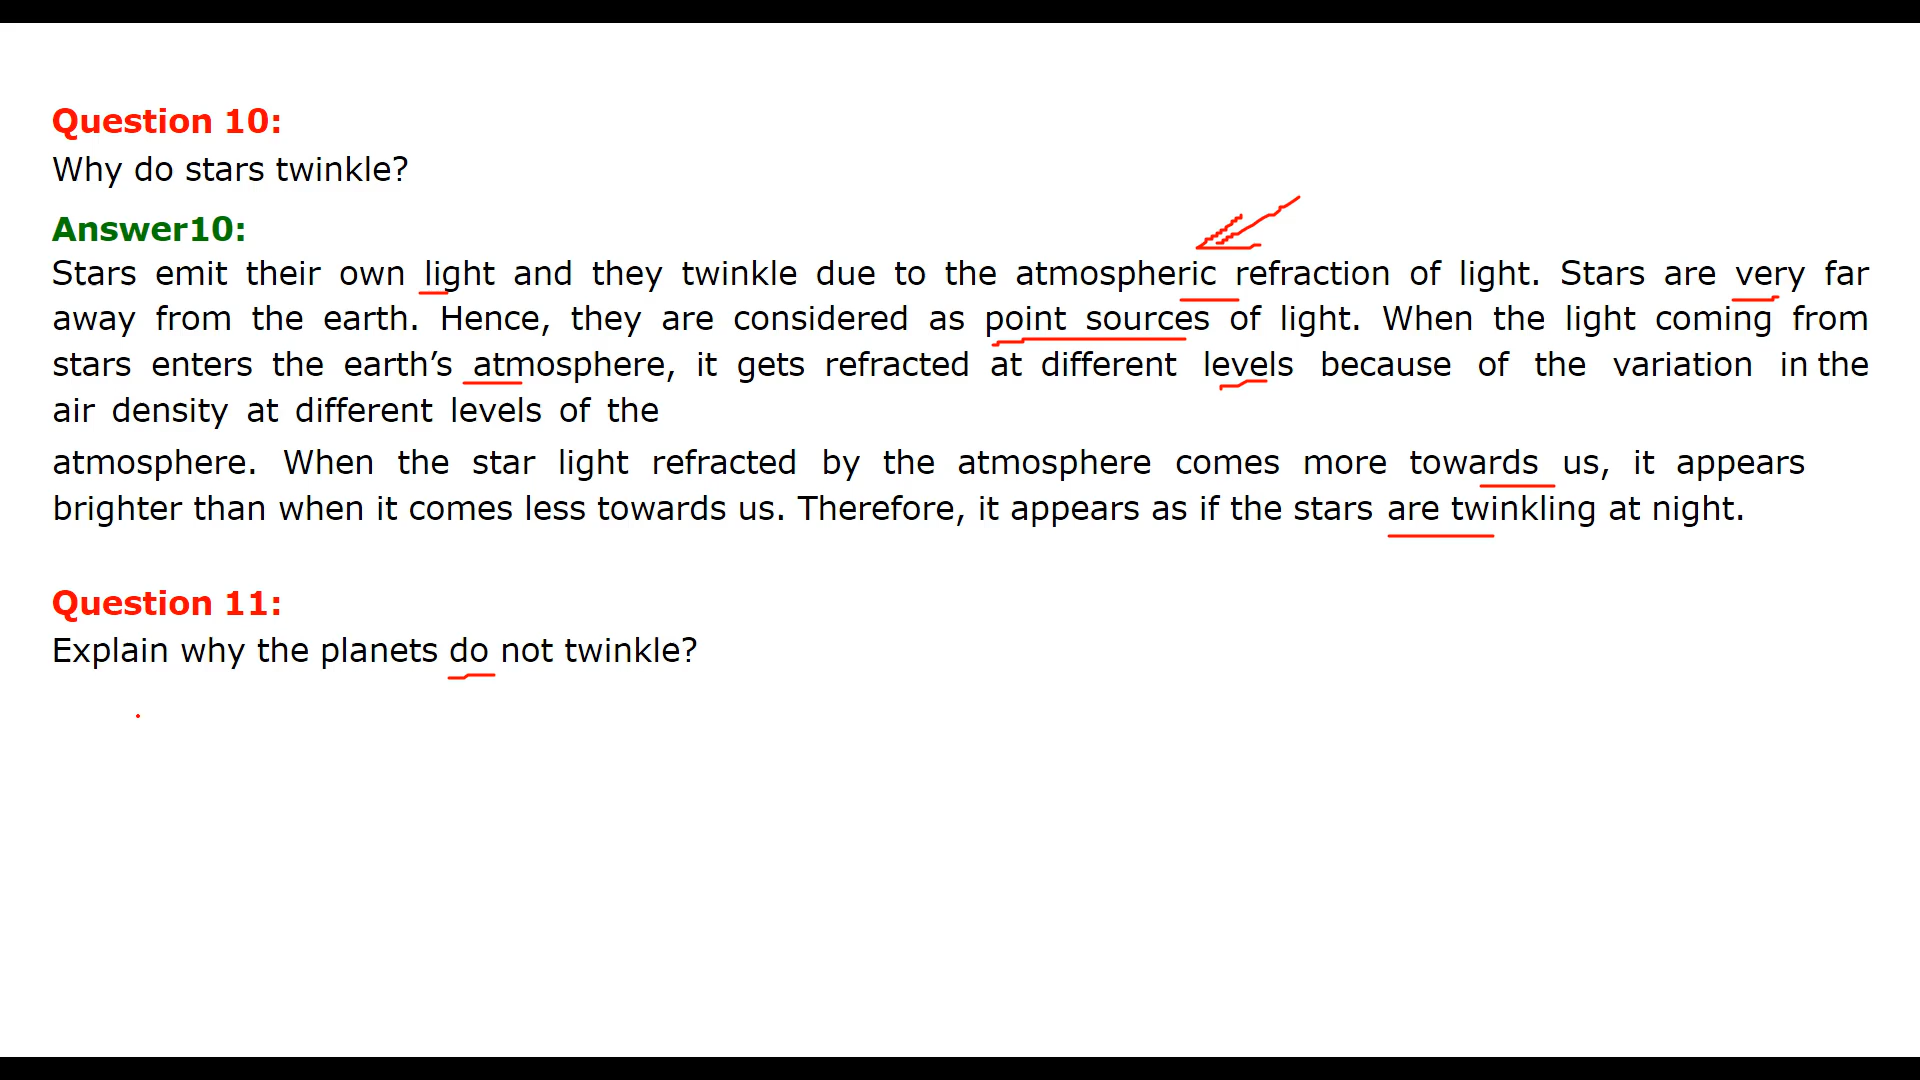 Question 10:
Why do stars twinkle?
Answer10:
Stars emit their own light and they twinkle due to the atmospheric refraction of light. Stars are very far
away from the earth. Hence, they are considered as point sources of light. When the light coming from
stars enters the earth’s atmosphere, it gets refracted at different levels because of the variation in the
air density at different levels of the
atmosphere. When the star light refracted by the atmosphere comes more towards us, it appears
brighter than when it comes less towards us. Therefore, it appears as if the stars are twinkling at night.
Question 11:
Explain why the planets do not twinkle?